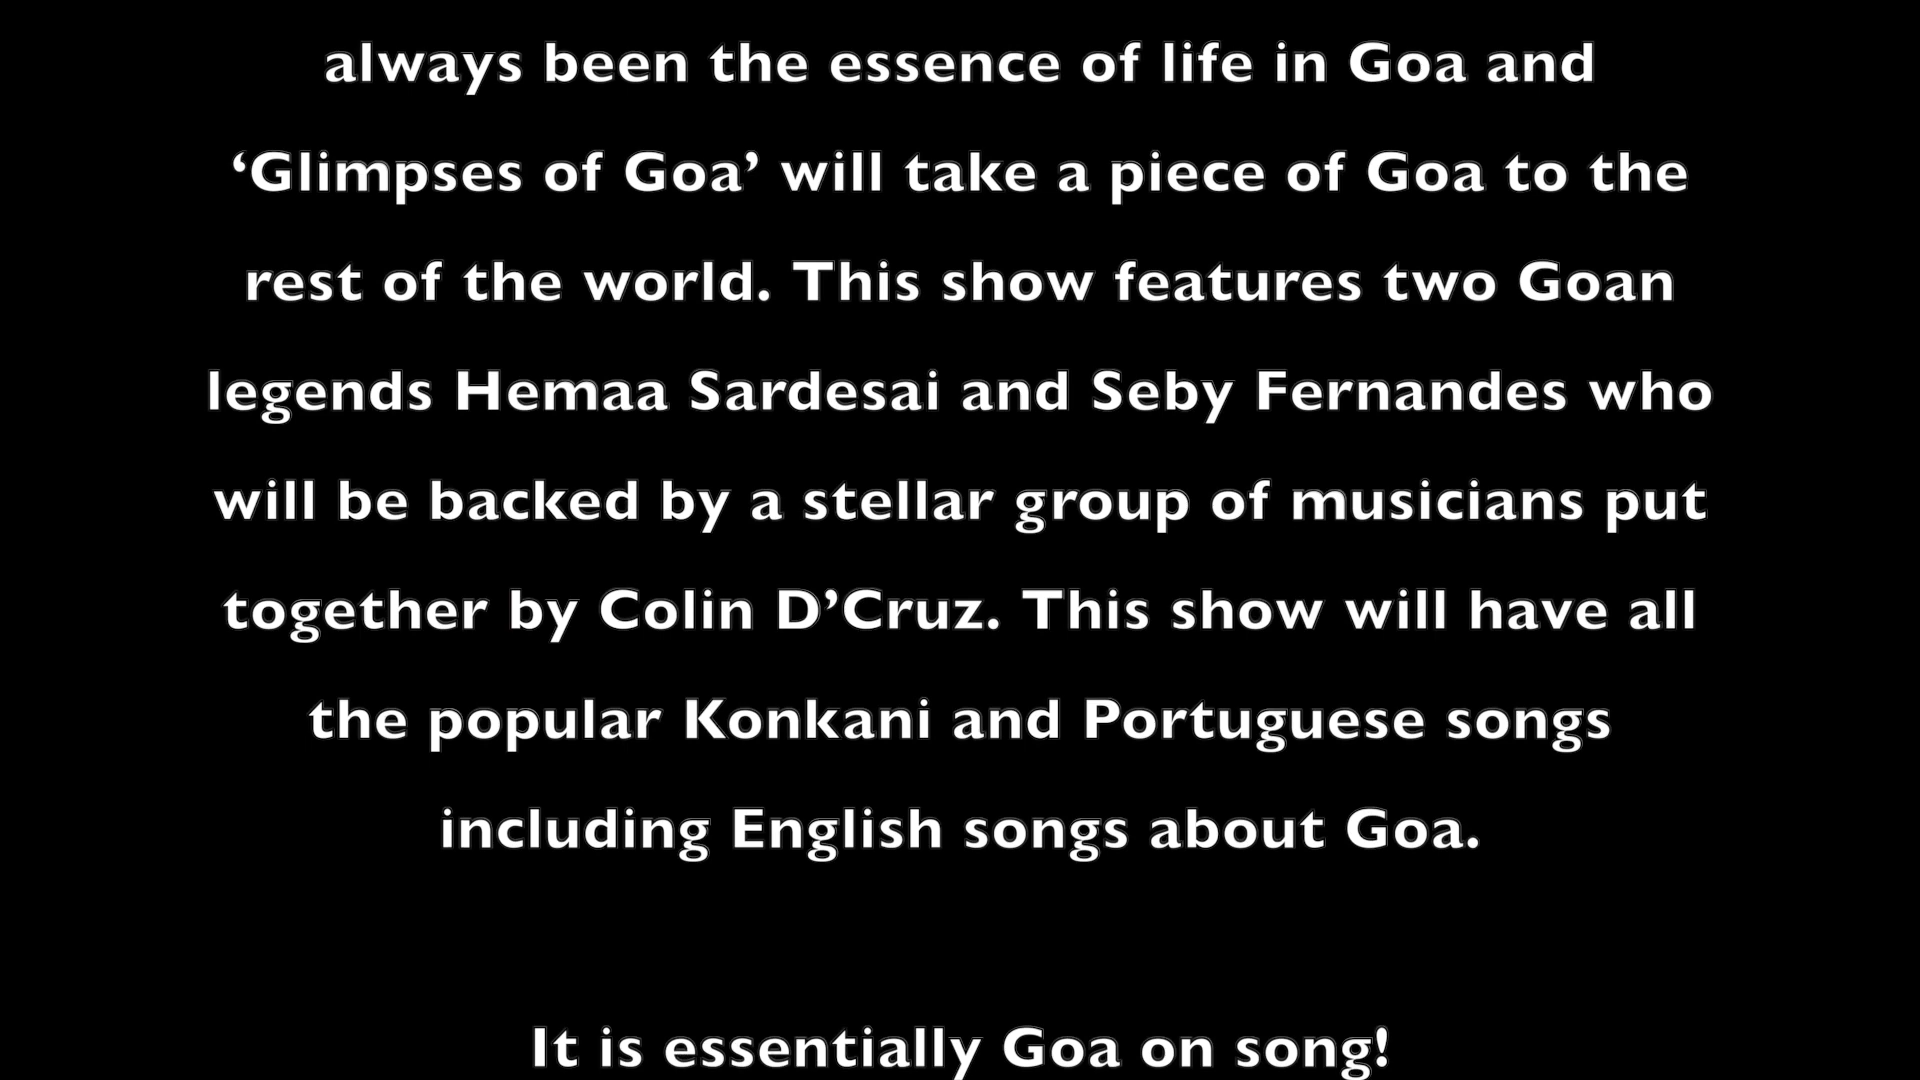 always been the essence of life in Goa and
‘Glimpses of Goa’ will take a piece of Goa to the
rest of the world. This show features two Goan
legends Hemaa Sardesai and Seby Fernandes who
will be backed by a stellar group of musicians put
together by Colin D’Cruz. This show will have all
the popular Konkani and Portuguese songs
including English songs about Goa.
It is essentially Goa on song!